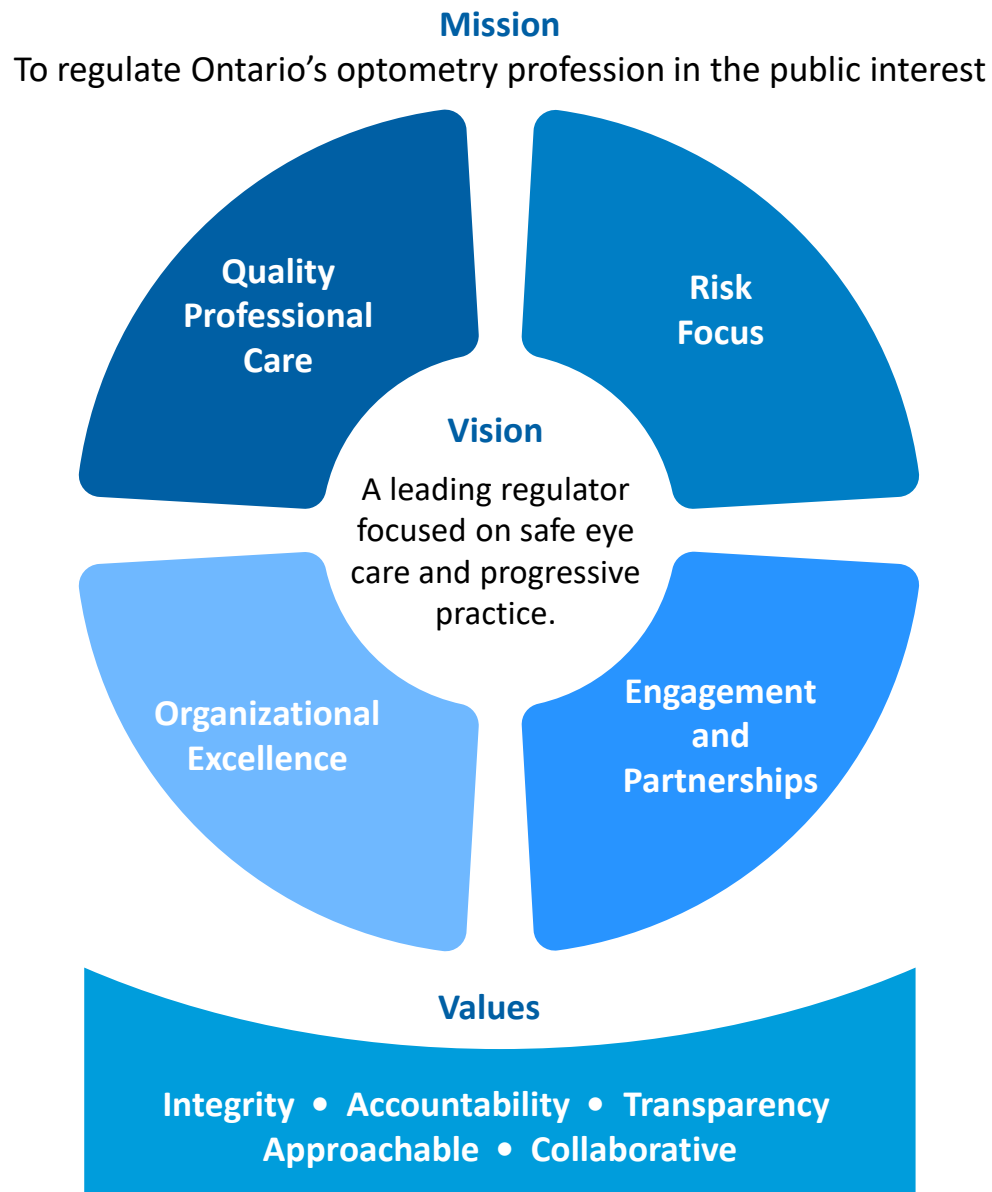 Mission
To regulate Ontario’s optometry profession in the public interest
Quality
Professional
Care
Risk
Focus
Vision
A leading regulator
focused on safe eye
care and progressive
practice.
Organizational
Excellence
Engagement
and
Partnerships
Values
Integrity • Accountability • Transparency
Approachable • Collaborative